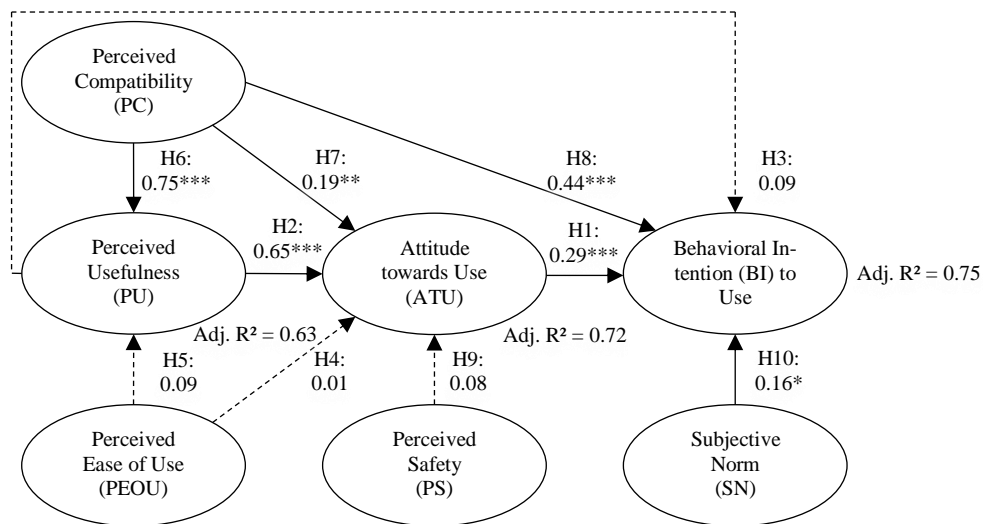 Perceived
Compatibility
(PC)
H6:
0.75***
H7:
0.19**
H8:
0.44***
H3:
0.09
Perceived
Usefulness
(PU)
H2:
0.65***
Attitude
towards Use
(ATU)
H1:
0.29***
Behavioral In-
tention (BI) to
Use
Adj. R² = 0.75
Adj. R² = 0.63
Adj. R² = 0.72
H5:
0.09
H4:
0.01
H9:
0.08
H10:
0.16*
Perceived
Ease of Use
(PEOU)
Perceived
Safety
(PS)
Subjective
Norm
(SN)